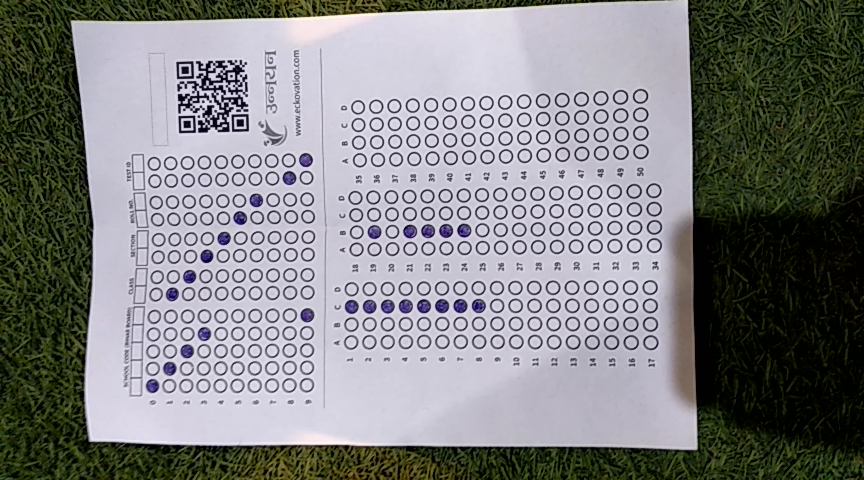 SCHOOL CODE (BIHAR BOARD) CLASS SECTION ROLL NO. TEST ID
0
1
2
3
4
5
6
7
8
9
उन्नयन
www.eckovation.com
A B C D A B C D A B C D
1 18 35
2 19 36
3 20 37
4 21 38
5 22 39
6 23 40
7 24 41
8 25 42
9 26 43
10 27 44
11 28 45
12 29 46
13 30 47
14 31 48
15 32 49
16 33 50
17 34